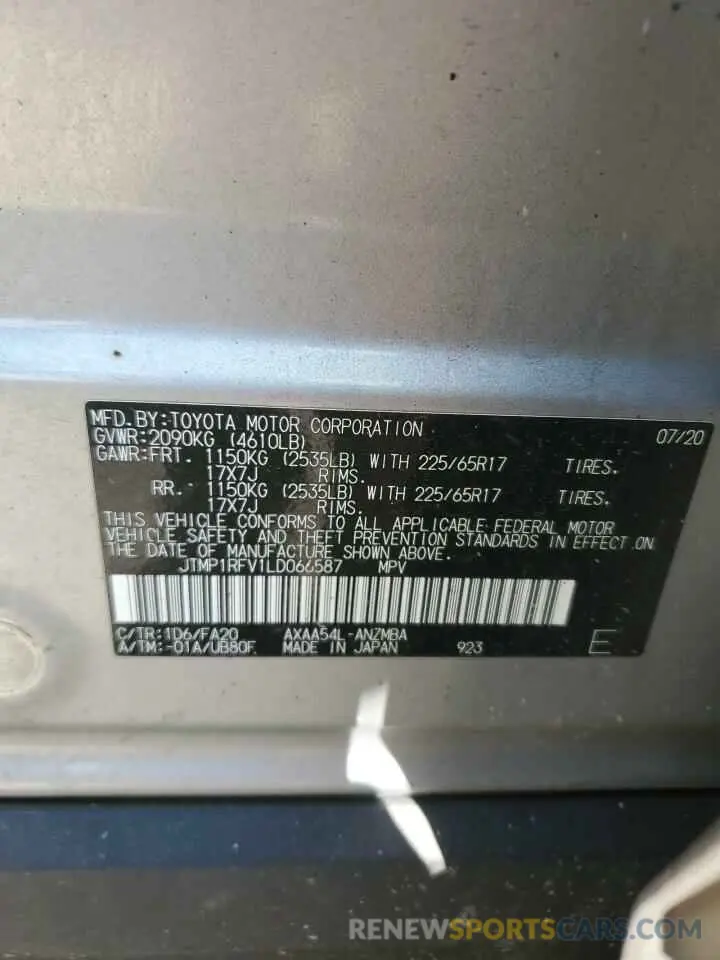 MFD.BY:TOYOTA MOTOR CORPORATION 07/20
GVWR:2090KG (4610LB)
GAWR:FRT. 1150KG (2535LB) WITH 225/65R17 TIRES.
17X7J RIMS.
RR. 1150KG (2535LB) WITH 225/65R17 TIRES.
17X7J RIMS.
THIS VEHICLE CONFORMS TO ALL APPLICABLE FEDERAL MOTOR
VEHICLE SAFETY AND THEFT PREVENTION STANDARDS IN EFFECT ON
THE DATE OF MANUFACTURE SHOWN ABOVE.
JTMP1RFV1LD066587 MPV
C/TR:1D6/FA20 AXAA54L-ANZMBA
A/TM:-01A/UB80F MADE IN JAPAN 923 E
RENEWSPORTSCARS.COM